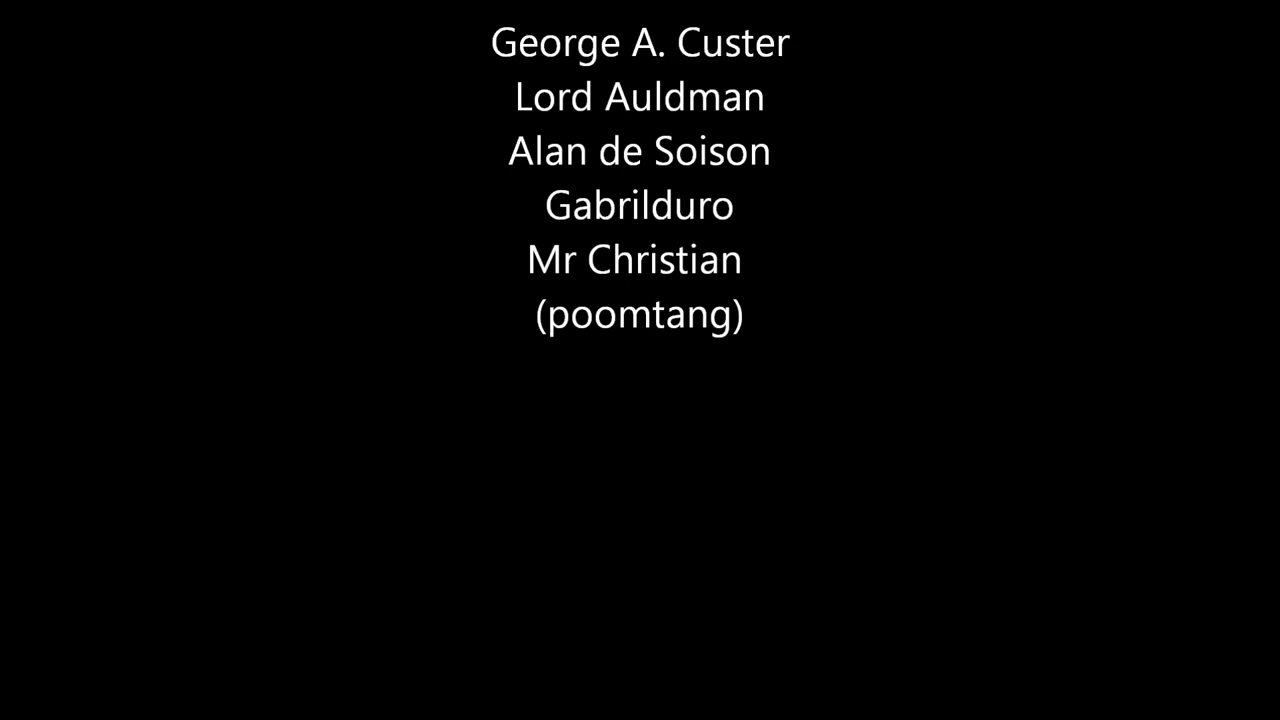 George A. Custer
Lord Auldman
Alan de Soison
Gabrilduro
Mr Christian
(poomtang)